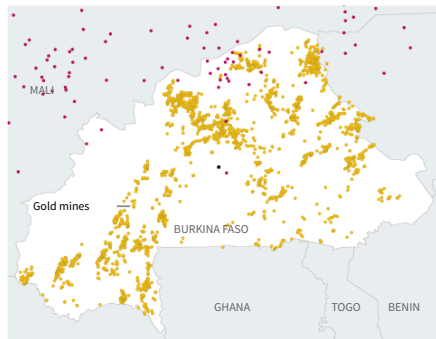 MALI
Gold mines
BURKINA FASO
GHANA
TOGO
BENIN